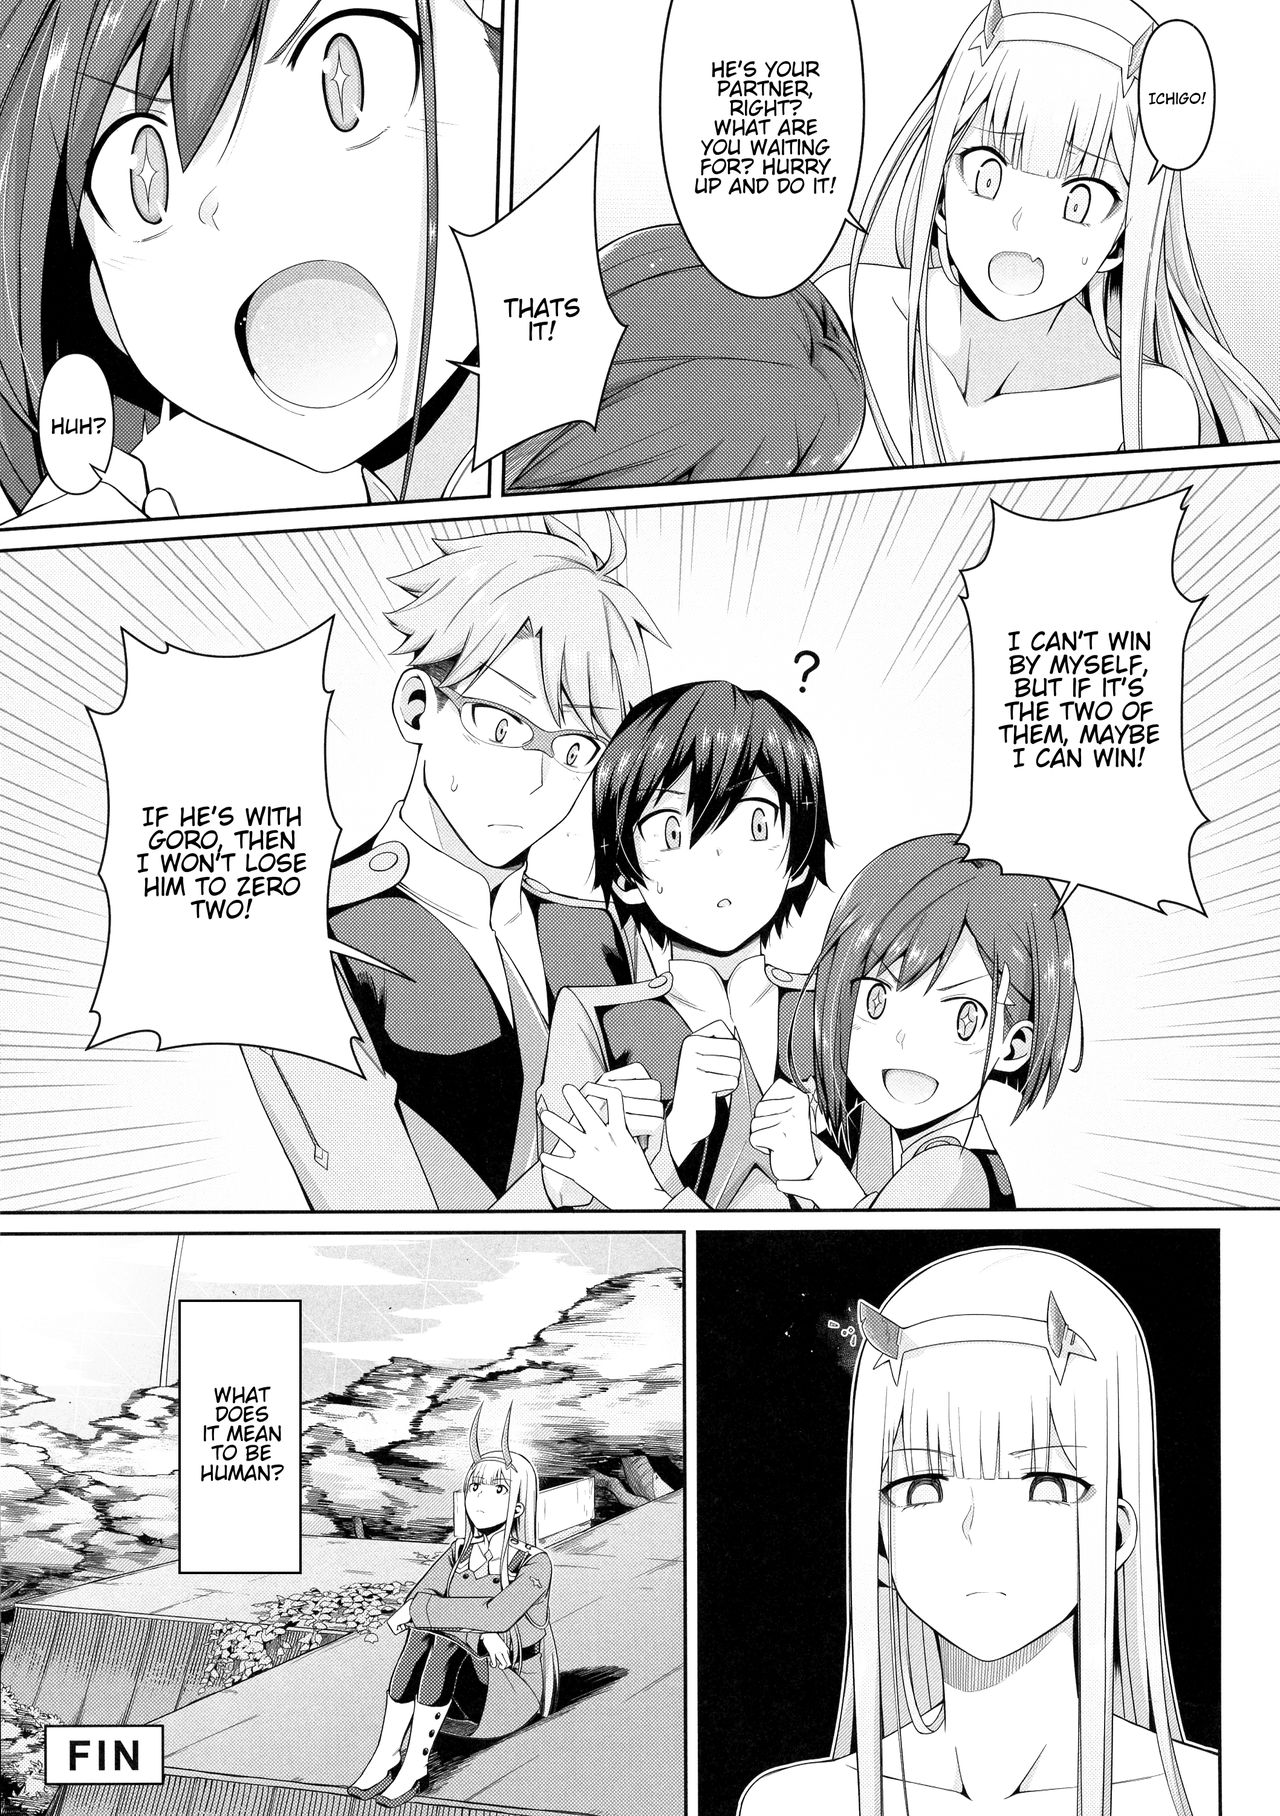 ICHIGO!
HE'S YOUR
PARTNER,
RIGHT?
WHAT ARE
YOU WAITING
FOR? HURRY
UP AND DO IT!
THATS
IT!
HUH?
I CAN'T WIN
BY MYSELF,
BUT IF IT'S
THE TWO OF
THEM, MAYBE
I CAN WIN!
?
IF HE'S WITH
GORO, THEN
I WON'T LOSE
HIM TO ZERO
TWO!
WHAT
DOES
IT MEAN
TO BE
HUMAN?
FIN